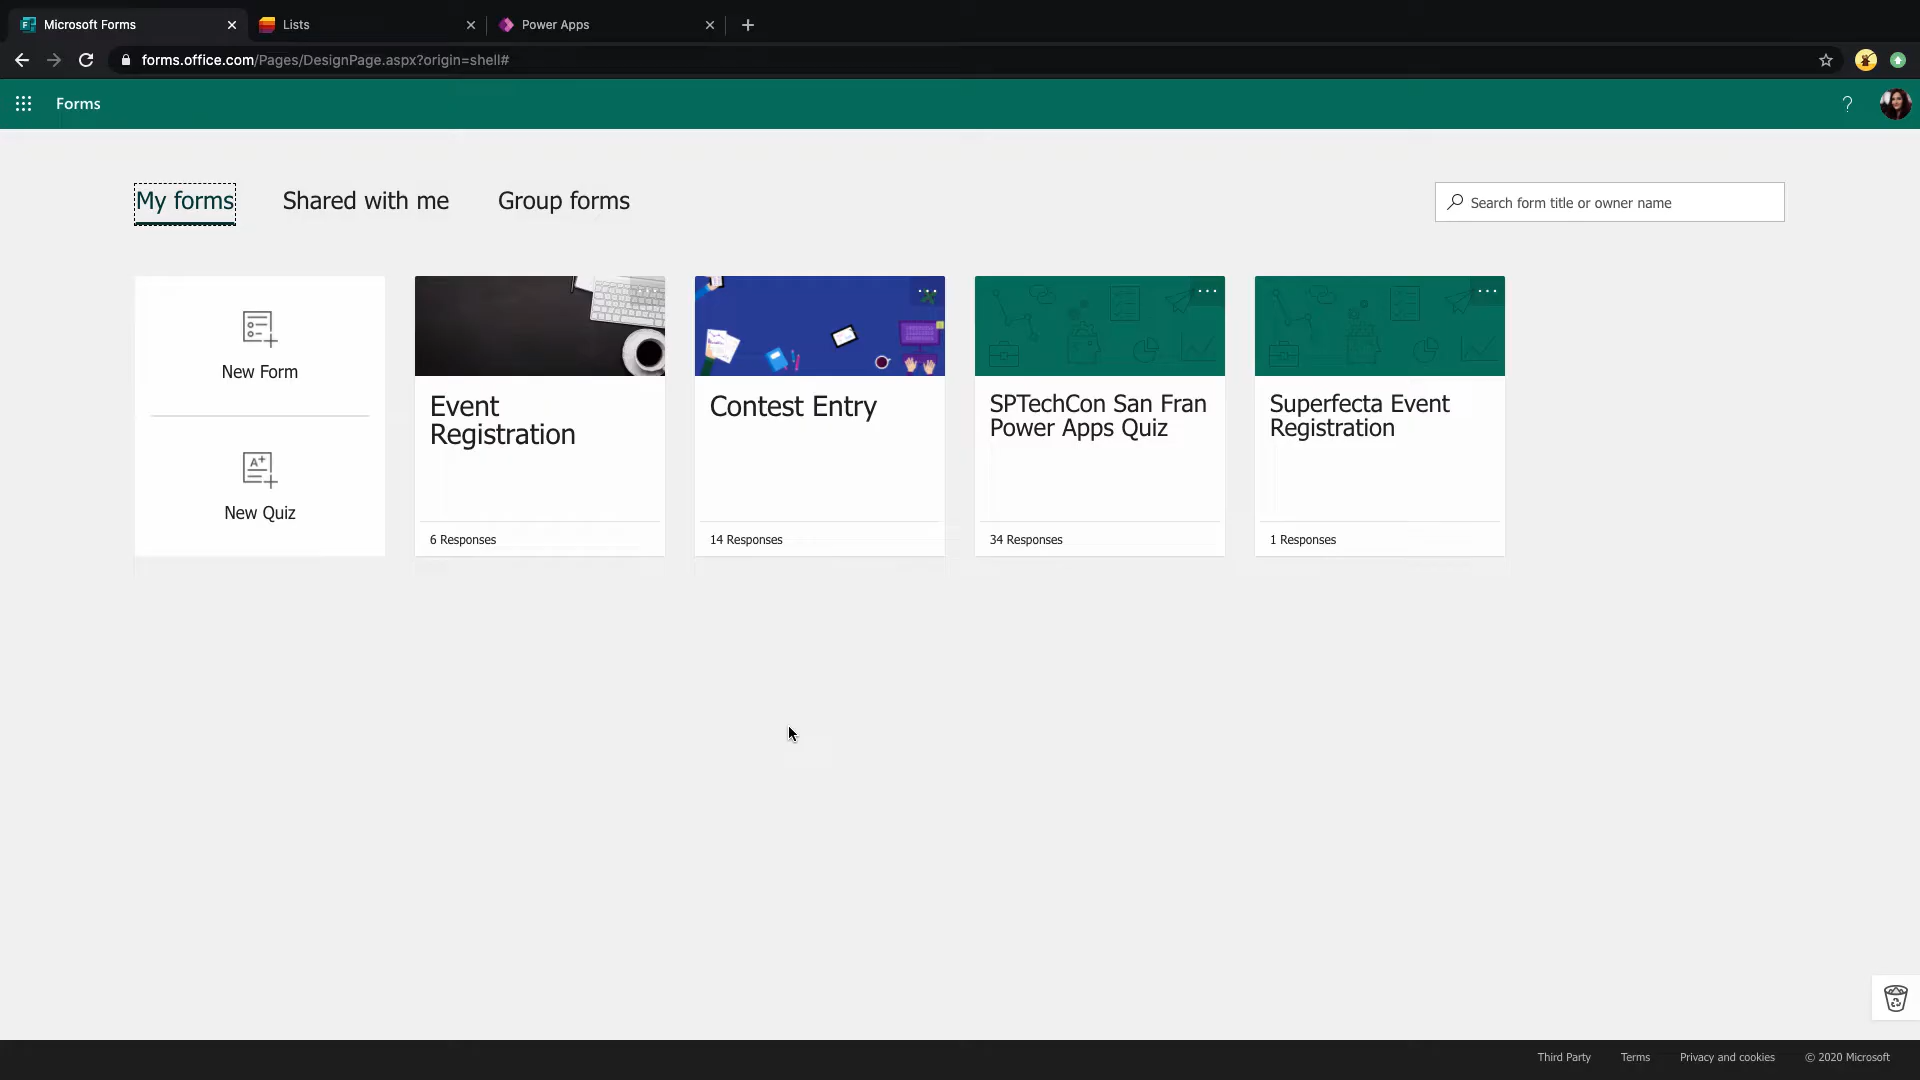 Microsoft Forms
Lists
Power Apps
forms.office.com/Pages/DesignPage.aspx?origin=shell#
Forms
?
My forms
Shared with me
Group forms
Search form title or owner name
New Form
New Quiz
Event
Registration
6 Responses
Contest Entry
14 Responses
SPTechCon San Fran
Power Apps Quiz
34 Responses
Superfecta Event
Registration
1 Responses
Third Party
Terms
Privacy and cookies
© 2020 Microsoft